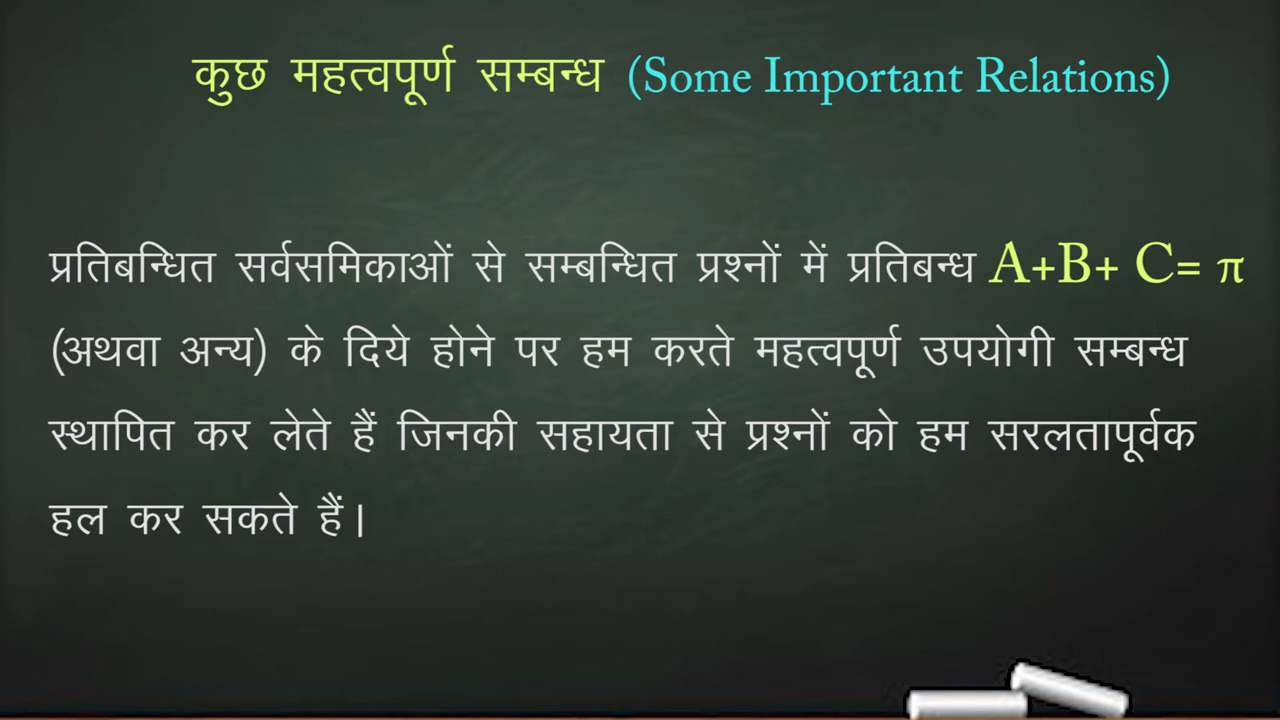 कुछ महत्वपूर्ण सम्बन्ध (Some Important Relations)
प्रतिबन्धित सर्वसमिकाओं से सम्बन्धित प्रश्नों में प्रतिबन्ध A+B+ C= π
(अथवा अन्य) के दिये होने पर हम करते महत्वपूर्ण उपयोगी सम्बन्ध
स्थापित कर लेते हैं जिनकी सहायता से प्रश्नों को हम सरलतापूर्वक
हल कर सकते हैं।